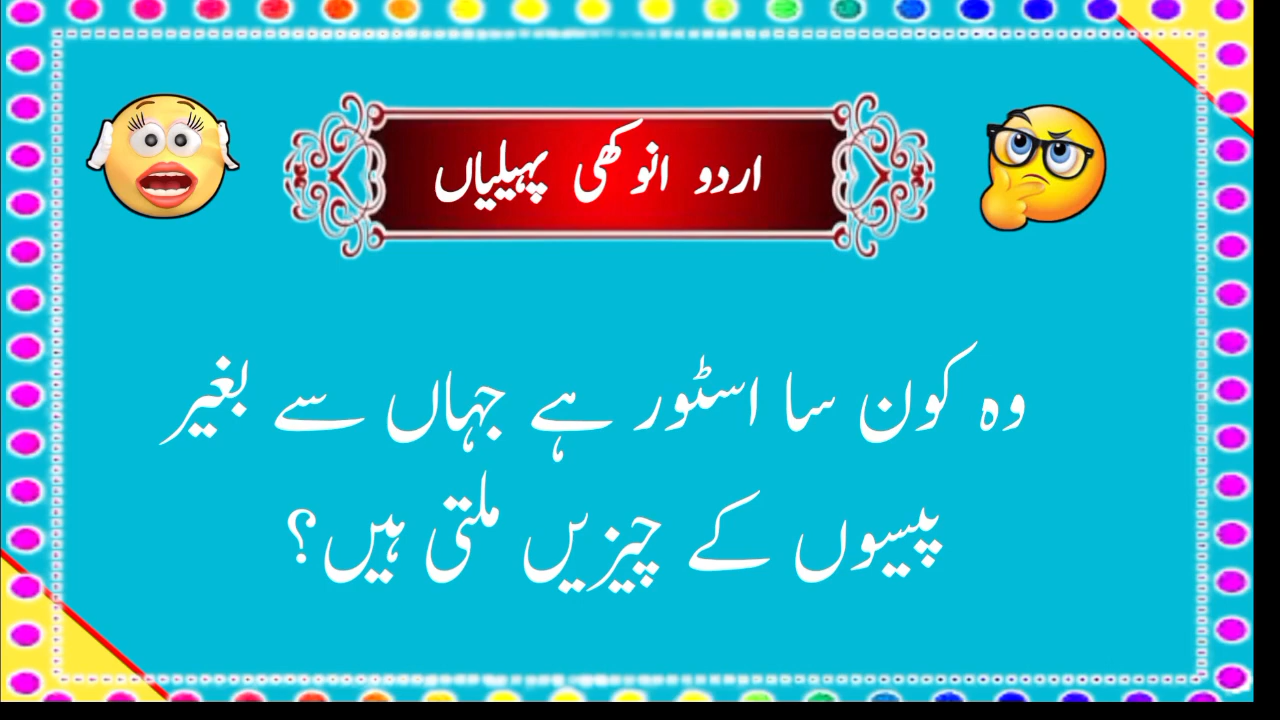 اردو انوکھی پہیلیاں
وہ کون سا اسٹور ہے جہاں سے بغیر
پیسوں کے چیزیں ملتی ہیں؟